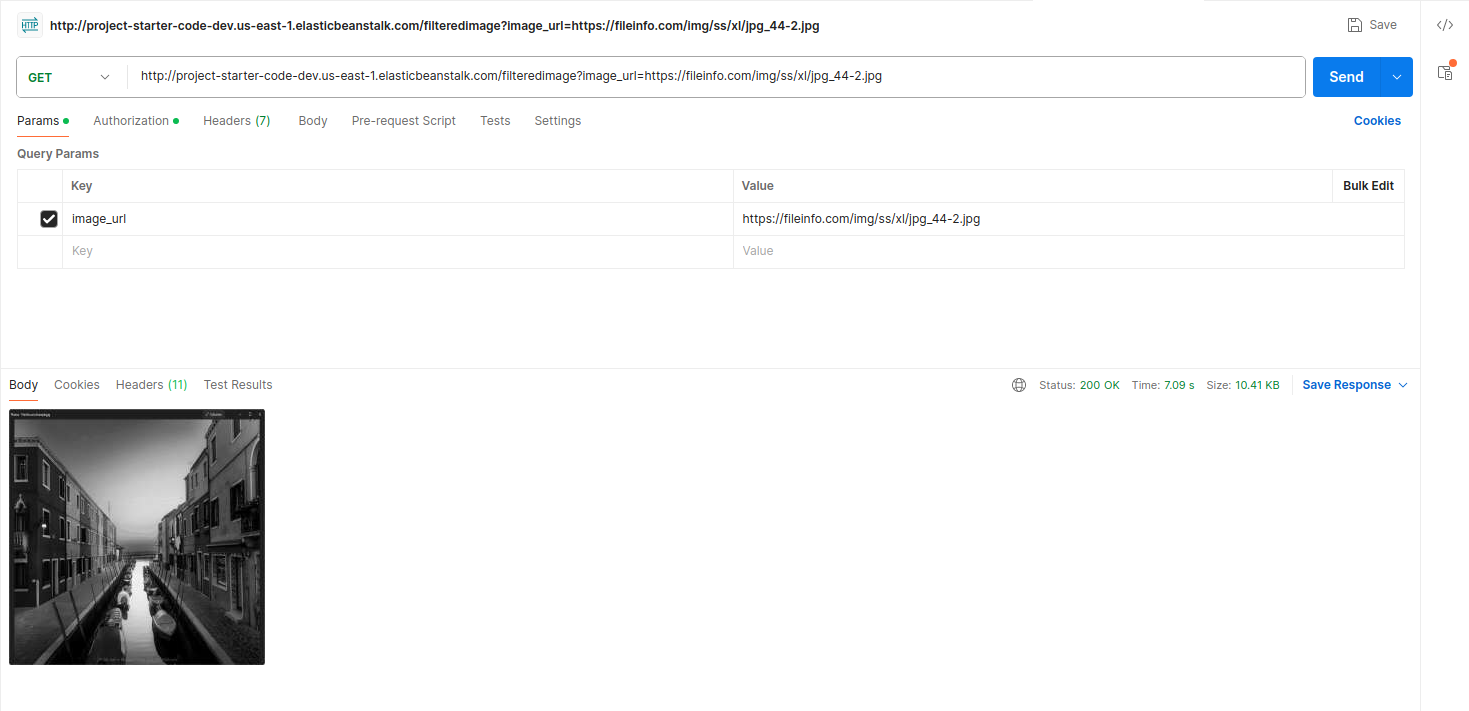 HTTP http://project-starter-code-dev.us-east-1.elasticbeanstalk.com/filteredimage?image_url=https://fileinfo.com/img/ss/xl/jpg_44-2.jpg Save </>
GET http://project-starter-code-dev.us-east-1.elasticbeanstalk.com/filteredimage?image_url=https://fileinfo.com/img/ss/xl/jpg_44-2.jpg Send
Params Authorization Headers (7) Body Pre-request Script Tests Settings Cookies
Query Params
Key Value Bulk Edit
image_url https://fileinfo.com/img/ss/xl/jpg_44-2.jpg
Key Value
Body Cookies Headers (11) Test Results Status: 200 OK Time: 7.09 s Size: 10.41 KB Save Response